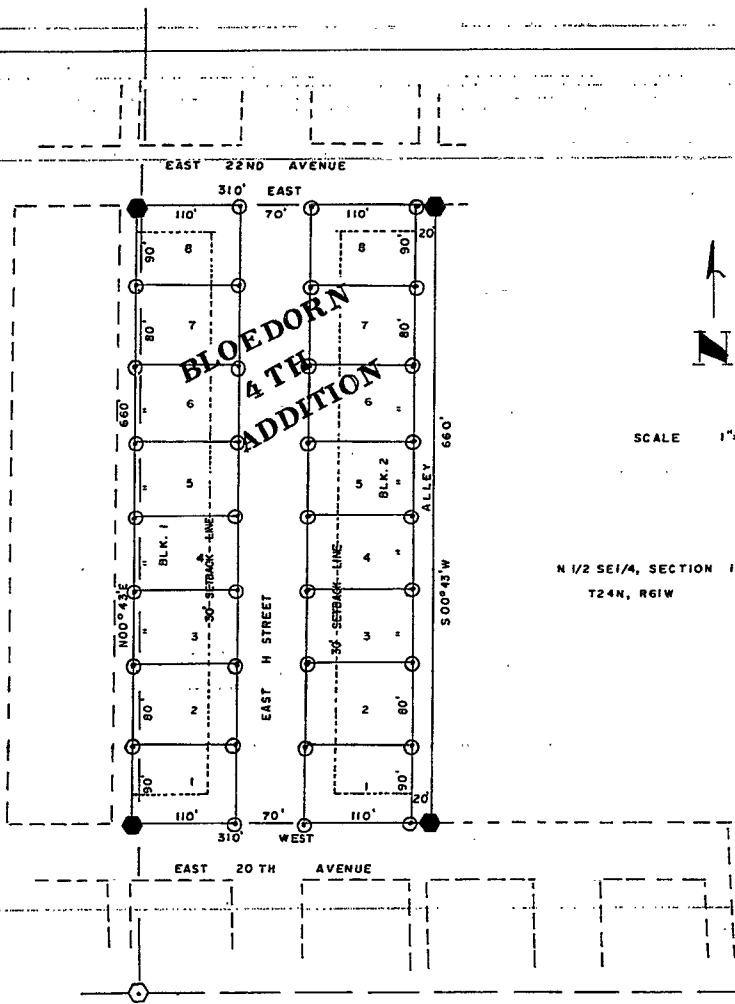 EAST 22ND AVENUE
310' EAST
110' 70' 110'
20'
90' 8 8 90'
80' 7 7 80'
BLOEDORN
4TH
ADDITION
N
660' " 6 6 " 660'
SCALE 1"
" 5 5 BLK. 2 " ALLEY
BLK. 1 " 4 4 "
30' SETBACK LINE
30' SETBACK LINE
N 1/2 SE1/4, SECTION
T24N, R61W
N00°43'E
S00°43'W
" 3 3 "
EAST H STREET
80' 2 2 80'
90' 1 1 90'
20'
110' 70' 110'
310' WEST
EAST 20TH AVENUE